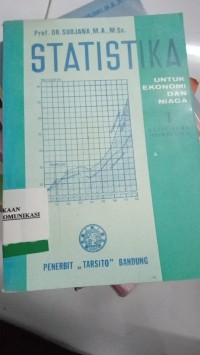 Prof. DR. SUDJANA, M.A., M.Sc.
STATISTIKA
UNTUK
EKONOMI
DAN
NIAGA
KAAN
OMUNIKASI
PENERBIT „TARSITO" BANDUNG